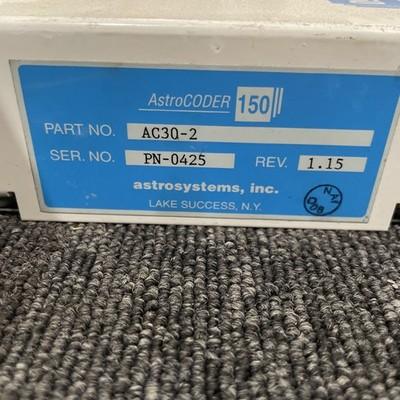 AstroCODER 150
PART NO. AC30-2
SER. NO. PN-0425 REV. 1.15
astrosystems, inc.
LAKE SUCCESS, N.Y.